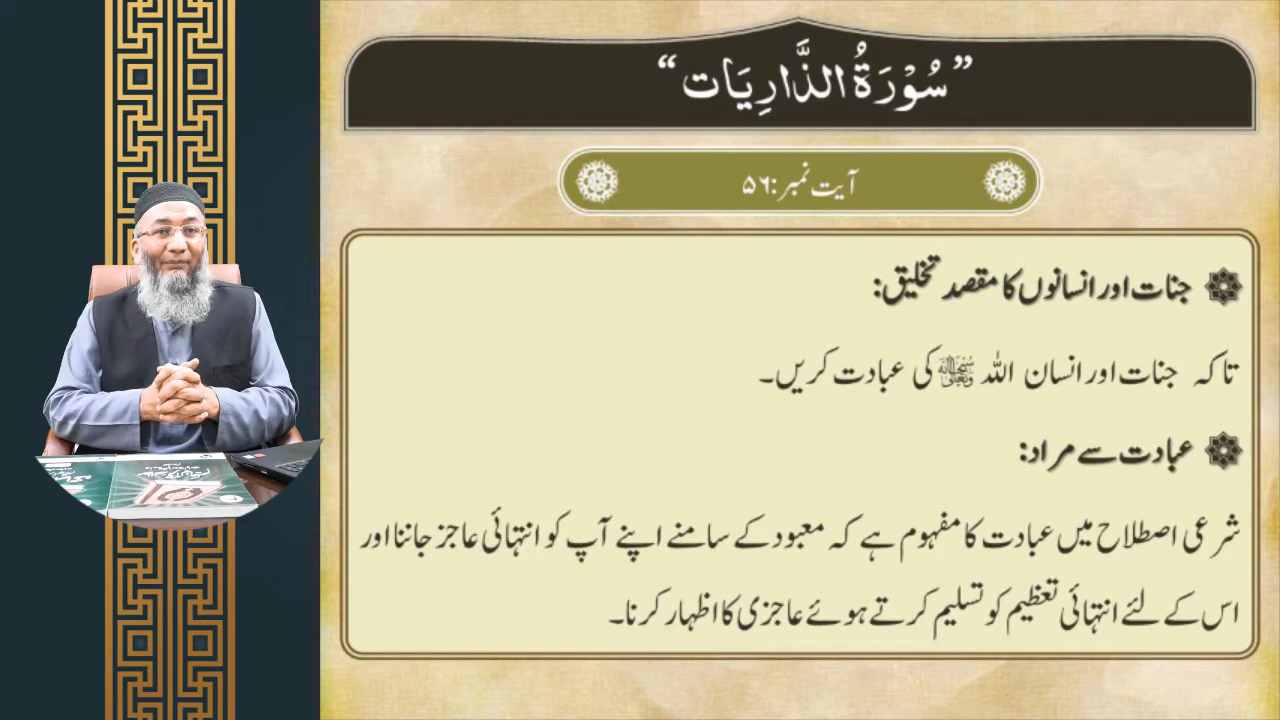 ”سُوْرَةُ الذَّارِیَات“
آیت نمبر: ۵۶
جنات اور انسانوں کا مقصد تخلیق:
تاکہ جنات اور انسان اللہ سبحانہ وتعالیٰ کی عبادت کریں۔
عبادت سے مراد:
شرعی اصطلاح میں عبادت کا مفہوم ہے کہ معبود کے سامنے اپنے آپ کو انتہائی عاجز جاننا اور
اس کے لئے انتہائی تعظیم کو تسلیم کرتے ہوئے عاجزی کا اظہار کرنا۔